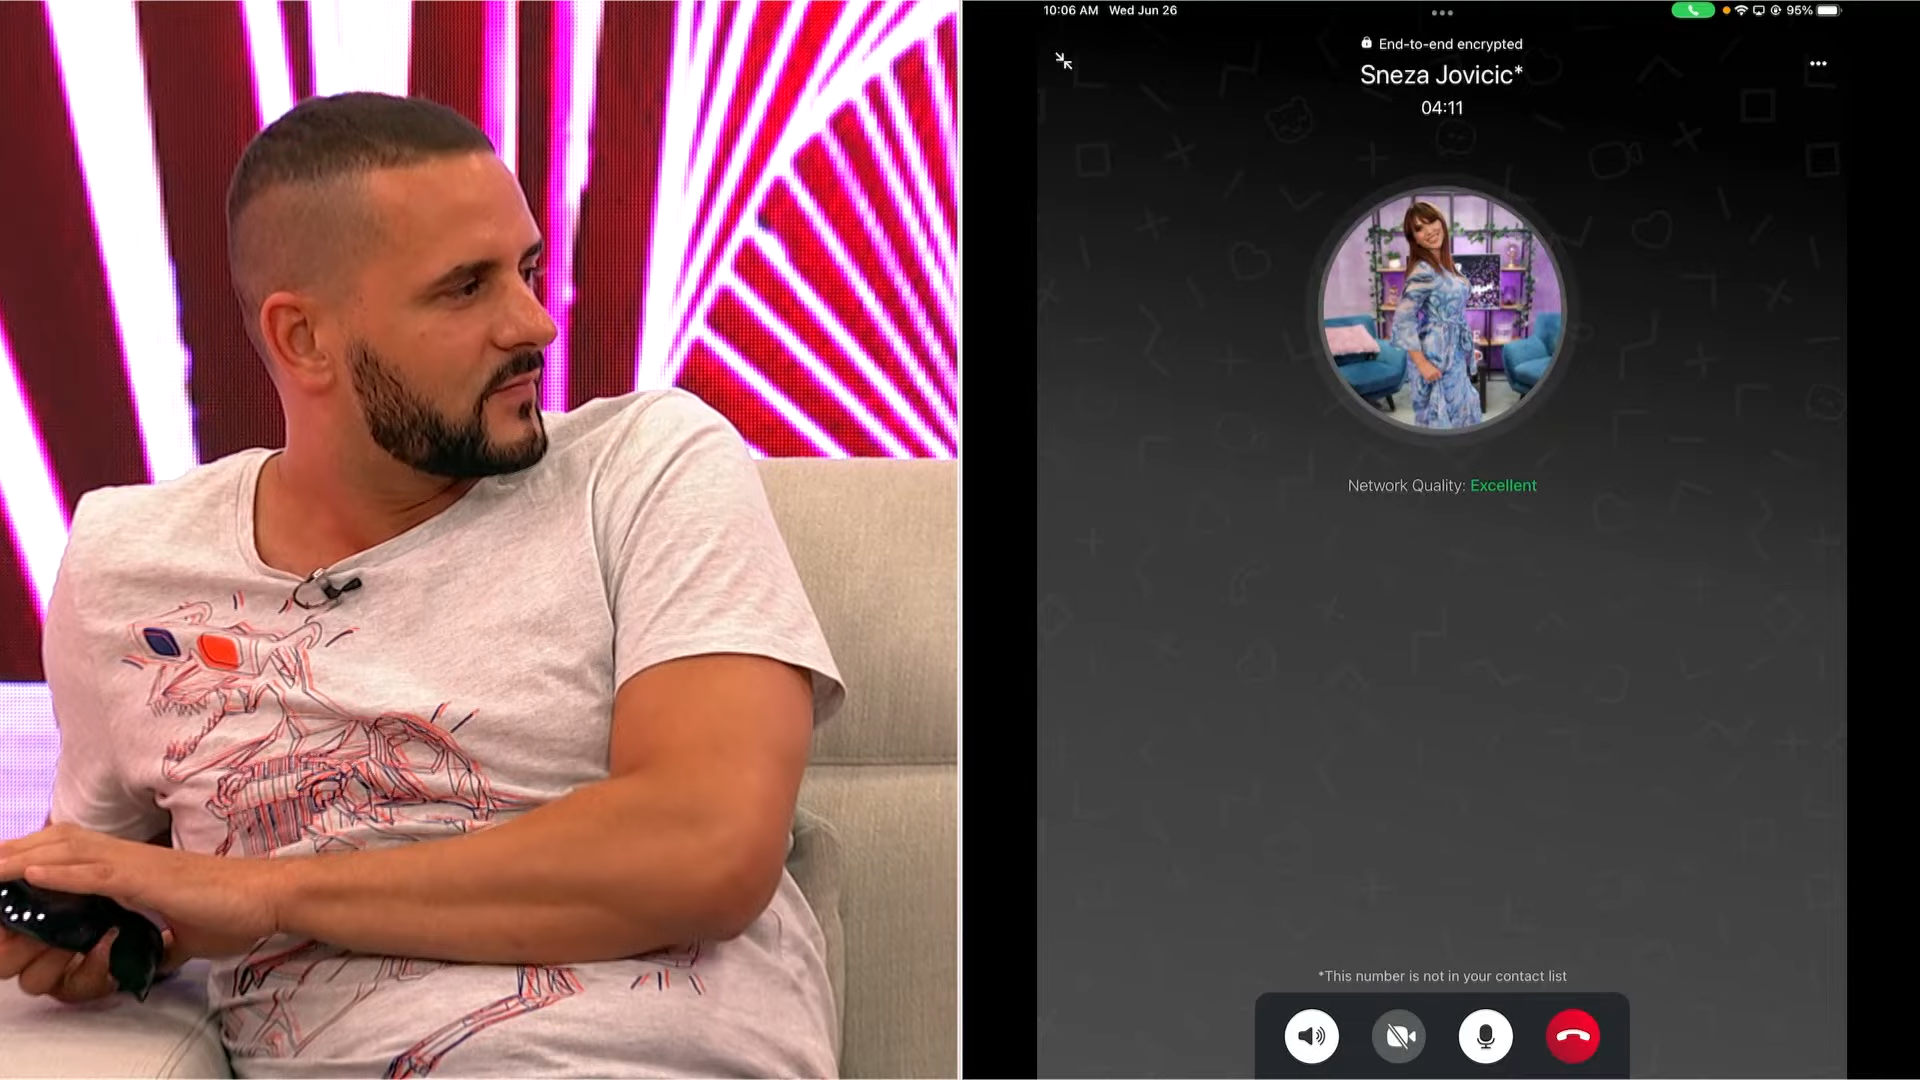 10:06 AM Wed Jun 26
95%
End-to-end encrypted
Sneza Jovicic*
04:11
Network Quality: Excellent
*This number is not in your contact list